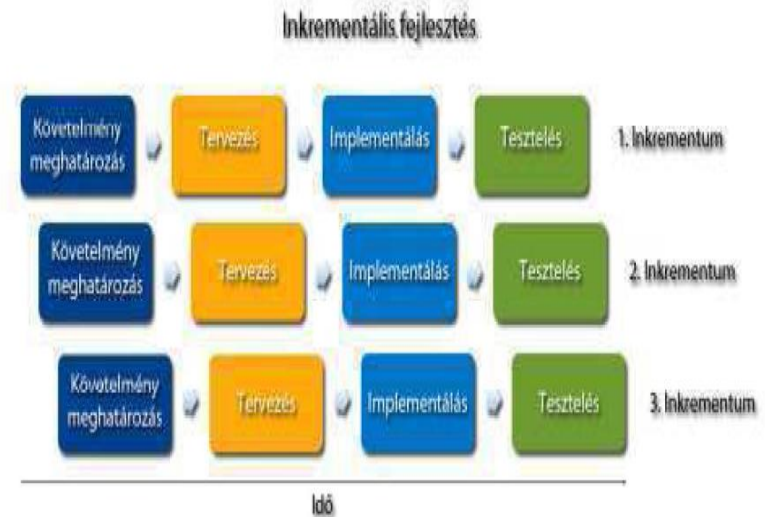 Inkrementális fejlesztés
Követelmény
meghatározás
Tervezés
Implementálás
Tesztelés
1. Inkrementum
Követelmény
meghatározás
Tervezés
Implementálás
Tesztelés
2. Inkrementum
Követelmény
meghatározás
Tervezés
Implementálás
Tesztelés
3. Inkrementum
Idő